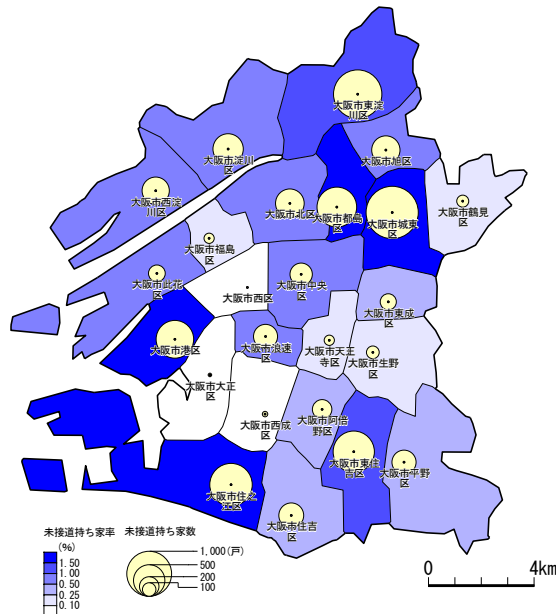 大阪市東淀
川区
大阪市淀川
区
大阪市旭区
大阪市西淀
川区
大阪市北区
大阪市都島
区
大阪市城東
区
大阪市鶴見
区
大阪市福島
区
大阪市此花
区
大阪市西区
大阪市中央
区
大阪市東成
区
大阪市港区
大阪市浪速
区
大阪市天王
寺区
大阪市生野
区
大阪市大正
区
大阪市西成
区
大阪市阿倍
野区
大阪市東住
吉区
大阪市平野
区
大阪市住之
江区
大阪市住吉
区
未接道持ち家率
(%)
1.50
1.00
0.50
0.25
0.10
未接道持ち家数
1,000(戸)
500
200
100
0 4km